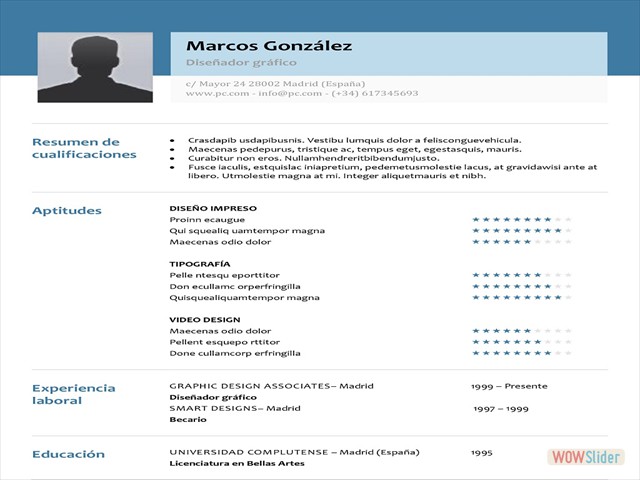 Marcos González
Diseñador gráfico
c/ Mayor 24 28002 Madrid (España)
www.pc.com - info@pc.com - (+34) 617345693
Resumen de
cualificaciones
• Crasdapib usdapibusnis. Vestibu lumquis dolor a felisconguevehicula.
• Maecenas pedepurus, tristique ac, tempus eget, egestasquis, mauris.
• Curabitur non eros. Nullamhendreritbibendumjusto.
• Fusce iaculis, estquislac iniapretium, pedemetusmolestie lacus, at gravidawisi ante at
libero. Utmolestie magna at mi. Integer aliquetmauris et nibh.
Aptitudes
DISEÑO IMPRESO
Proinn ecaugue
Qui squealiq uamtempor magna
Maecenas odio dolor
TIPOGRAFÍA
Pelle ntesqu eporttitor
Don ecullamc orperfringilla
Quisquealiquamtempor magna
VIDEO DESIGN
Maecenas odio dolor
Pellent esquepo rttitor
Done cullamcorp erfringilla
Experiencia
laboral
GRAPHIC DESIGN ASSOCIATES– Madrid 1999 – Presente
Diseñador gráfico
SMART DESIGNS– Madrid 1997 – 1999
Becario
Educación
UNIVERSIDAD COMPLUTENSE – Madrid (España) 1995
Licenciatura en Bellas Artes
WOWSlider